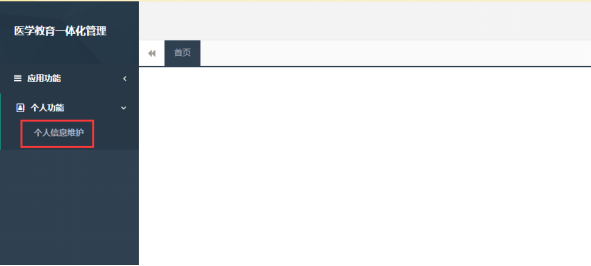 医学教育一体化管理
首页
应用功能
个人功能
个人信息维护